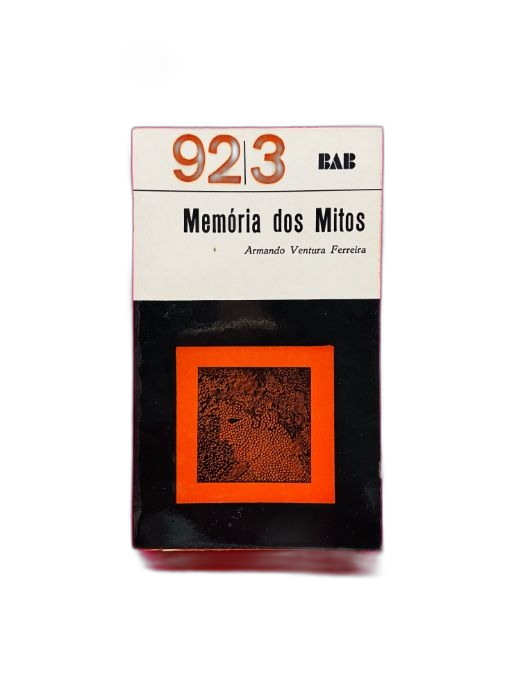 92|3 BAB
Memória dos Mitos
Armando Ventura Ferreira